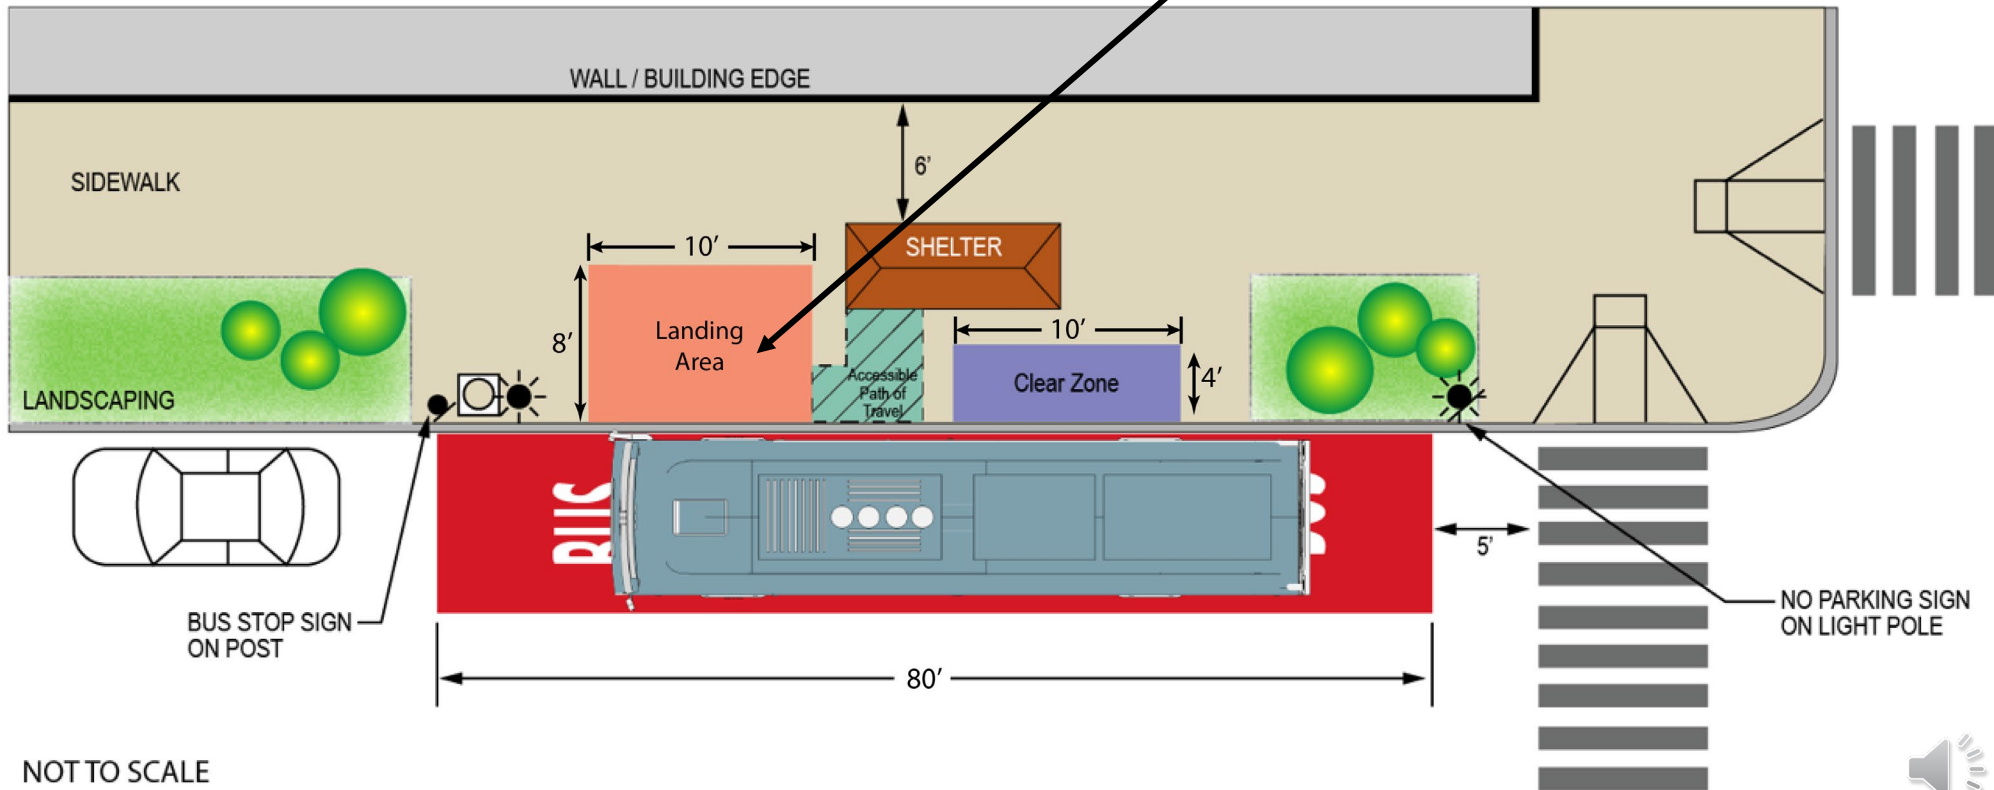 WALL / BUILDING EDGE
6’
SIDEWALK
SHELTER
10’
8’
Landing
Area
10’
Accessible
Path of
Travel
Clear Zone
4’
LANDSCAPING
BUS
5’
BUS STOP SIGN
ON POST
NO PARKING SIGN
ON LIGHT POLE
80’
NOT TO SCALE